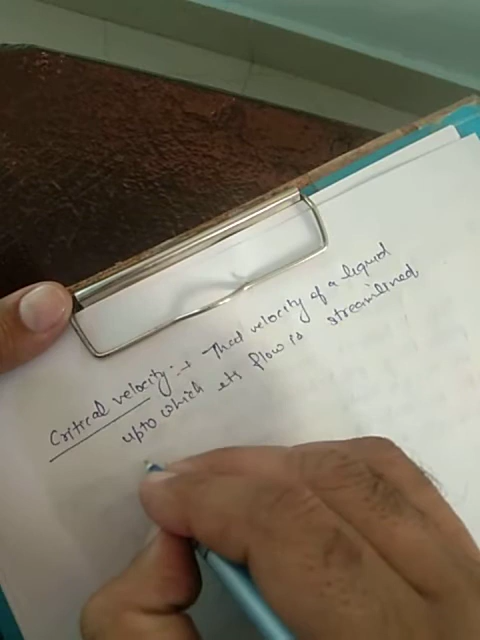 Critical velocity :→ That velocity of a liquid
upto which its flow is streamlined